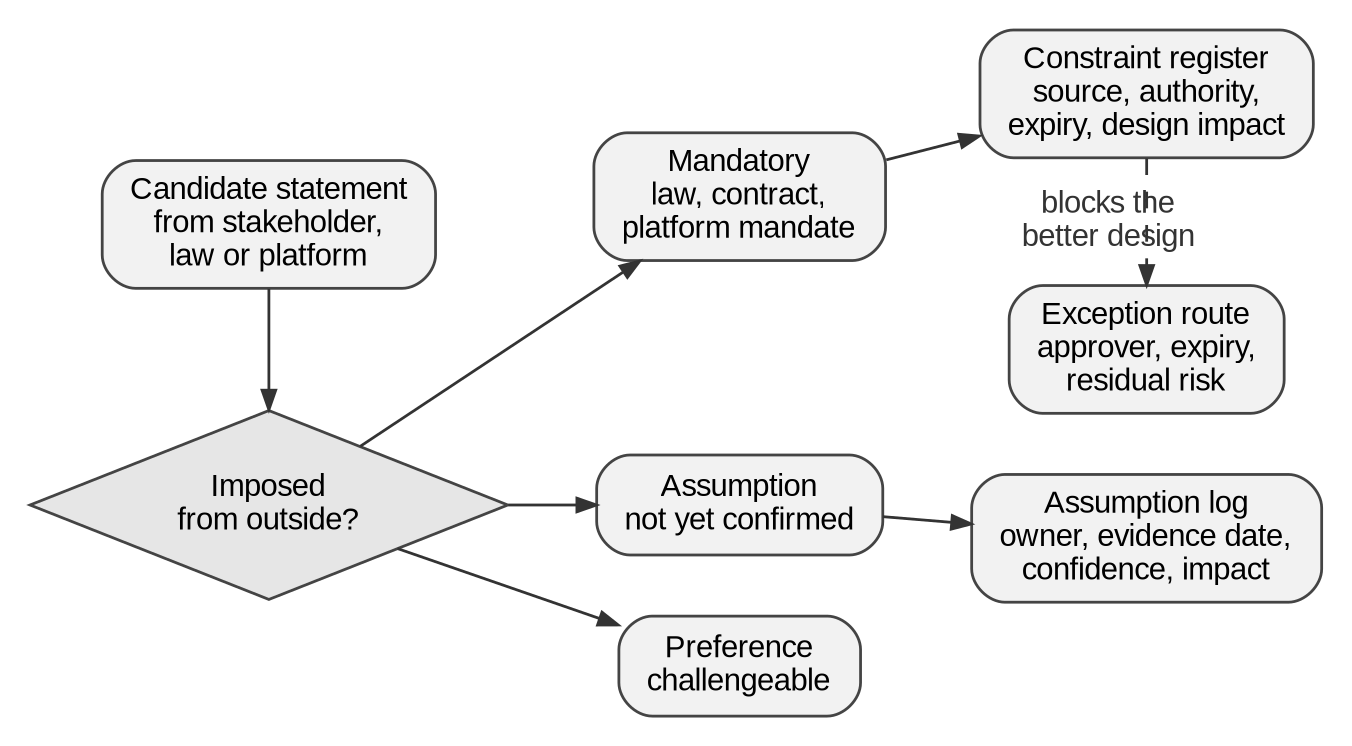 Candidate statement
from stakeholder,
law or platform
Imposed
from outside?
Mandatory
law, contract,
platform mandate
Constraint register
source, authority,
expiry, design impact
blocks the
better design
Exception route
approver, expiry,
residual risk
Assumption
not yet confirmed
Assumption log
owner, evidence date,
confidence, impact
Preference
challengeable